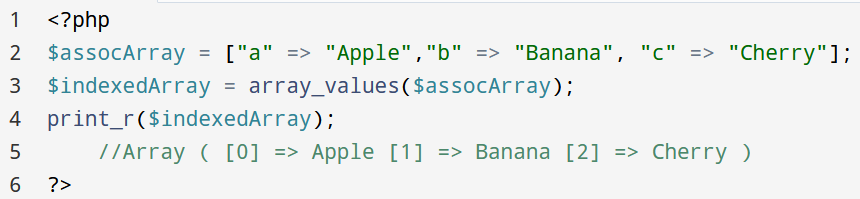 1 <?php
2 $assocArray = ["a" => "Apple","b" => "Banana", "c" => "Cherry"];
3 $indexedArray = array_values($assocArray);
4 print_r($indexedArray);
5     //Array ( [0] => Apple [1] => Banana [2] => Cherry )
6 ?>